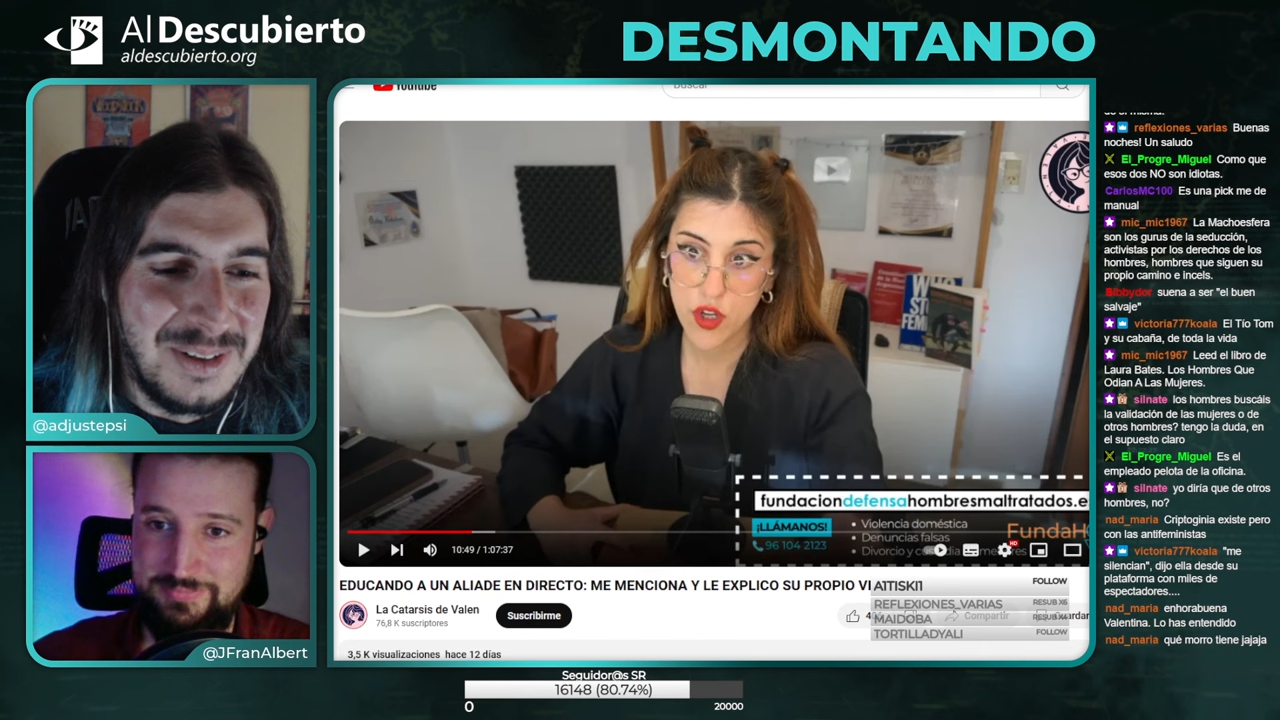 Al Descubierto
aldescubierto.org
DESMONTANDO
@adjustepsi
@JFranAlbert
YouTube
Buscar
fundaciondefensahombresmaltratados.e
¡LLÁMANOS!
96 104 2123
• Violencia doméstica
• Denuncias falsas
• Divorcio y
FundaH
10:49 / 1:07:37
HD
EDUCANDO A UN ALIADE EN DIRECTO: ME MENCIONA Y LE EXPLICO SU PROPIO VI
La Catarsis de Valen
76,8 K suscriptores
Suscribirme
Compartir
AITISKI1 FOLLOW
REFLEXIONES_VARIAS RESUB X6
MAIDOBA RESUB X4
TORTILLADYALI FOLLOW
3,5 K visualizaciones hace 12 días
Seguidor@s SR
16148 (80.74%)
0
20000
reflexiones_varias Buenas
noches! Un saludo
El_Progre_Miguel Como que
esos dos NO son idiotas.
CarlosMC100 Es una pick me de
manual
mic_mic1967 La Machoesfera
son los gurus de la seducción,
activistas por los derechos de los
hombres, hombres que siguen su
propio camino e incels.
suena a ser "el buen
salvaje"
victoria777koala El Tío Tom
y su cabaña, de toda la vida
mic_mic1967 Leed el libro de
Laura Bates. Los Hombres Que
Odian A Las Mujeres.
silnate los hombres buscáis
la validación de las mujeres o de
otros hombres? tengo la duda, en
el supuesto claro
El_Progre_Miguel Es el
empleado pelota de la oficina.
silnate yo diría que de otros
hombres, no?
nad_maria Criptoginia existe pero
con las antifeministas
victoria777koala "me
silencian", dijo ella desde su
plataforma con miles de
espectadores....
nad_maria enhorabuena
Valentina. Lo has entendido
nad_maria qué morro tiene jajaja